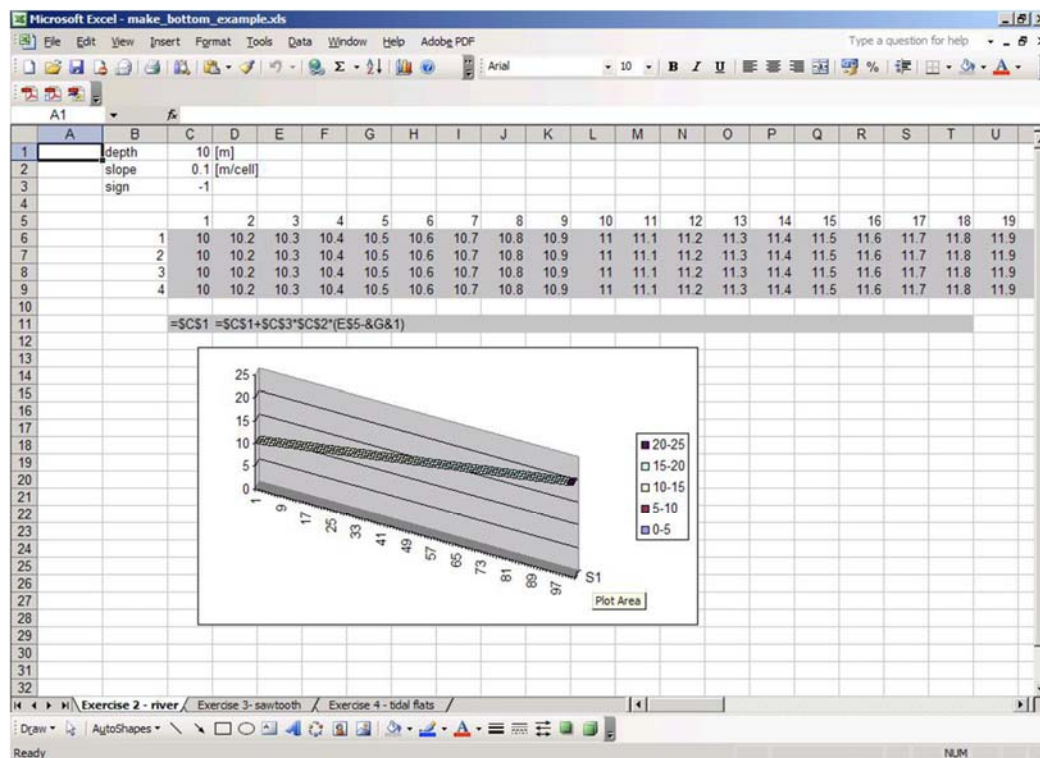 Microsoft Excel - make_bottom_example.xls
File Edit View Insert Format Tools Data Window Help Adobe PDF Type a question for help
Arial 10 B I U %
A1 fx
A B C D E F G H I J K L M N O P Q R S T U
1 depth 10 [m]
2 slope 0.1 [m/cell]
3 sign -1
4
5 1 2 3 4 5 6 7 8 9 10 11 12 13 14 15 16 17 18 19
6 1 10 10.2 10.3 10.4 10.5 10.6 10.7 10.8 10.9 11 11.1 11.2 11.3 11.4 11.5 11.6 11.7 11.8 11.9
7 2 10 10.2 10.3 10.4 10.5 10.6 10.7 10.8 10.9 11 11.1 11.2 11.3 11.4 11.5 11.6 11.7 11.8 11.9
8 3 10 10.2 10.3 10.4 10.5 10.6 10.7 10.8 10.9 11 11.1 11.2 11.3 11.4 11.5 11.6 11.7 11.8 11.9
9 4 10 10.2 10.3 10.4 10.5 10.6 10.7 10.8 10.9 11 11.1 11.2 11.3 11.4 11.5 11.6 11.7 11.8 11.9
10
11 =$C$1 =$C$1+$C$3*$C$2*(E$5-&G&1)
12
13
14
15
16
17
18
19
20
21
22
23
24
25
26
27
28
29
30
31
32
25
20
15
10
5
0
1 9 17 25 33 41 49 57 65 73 81 89 97
S1
20-25
15-20
10-15
5-10
0-5
Plot Area
Exercise 2 - river Exercise 3- sawtooth Exercise 4 - tidal flats
Draw AutoShapes
Ready NUM